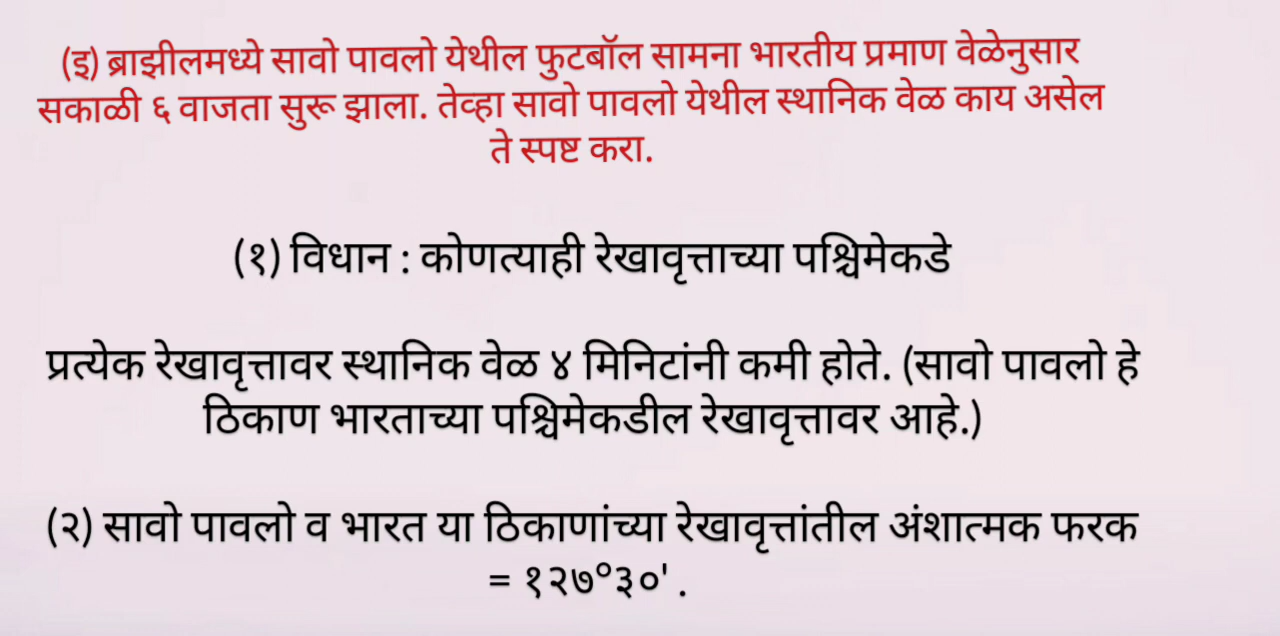 (इ) ब्राझीलमध्ये सावो पावलो येथील फुटबॉल सामना भारतीय प्रमाण वेळेनुसार
सकाळी ६ वाजता सुरू झाला. तेव्हा सावो पावलो येथील स्थानिक वेळ काय असेल
ते स्पष्ट करा.
(१) विधान : कोणत्याही रेखावृत्ताच्या पश्चिमेकडे
प्रत्येक रेखावृत्तावर स्थानिक वेळ ४ मिनिटांनी कमी होते. (सावो पावलो हे
ठिकाण भारताच्या पश्चिमेकडील रेखावृत्तावर आहे.)
(२) सावो पावलो व भारत या ठिकाणांच्या रेखावृत्तांतील अंशात्मक फरक
= १२७°३०' .